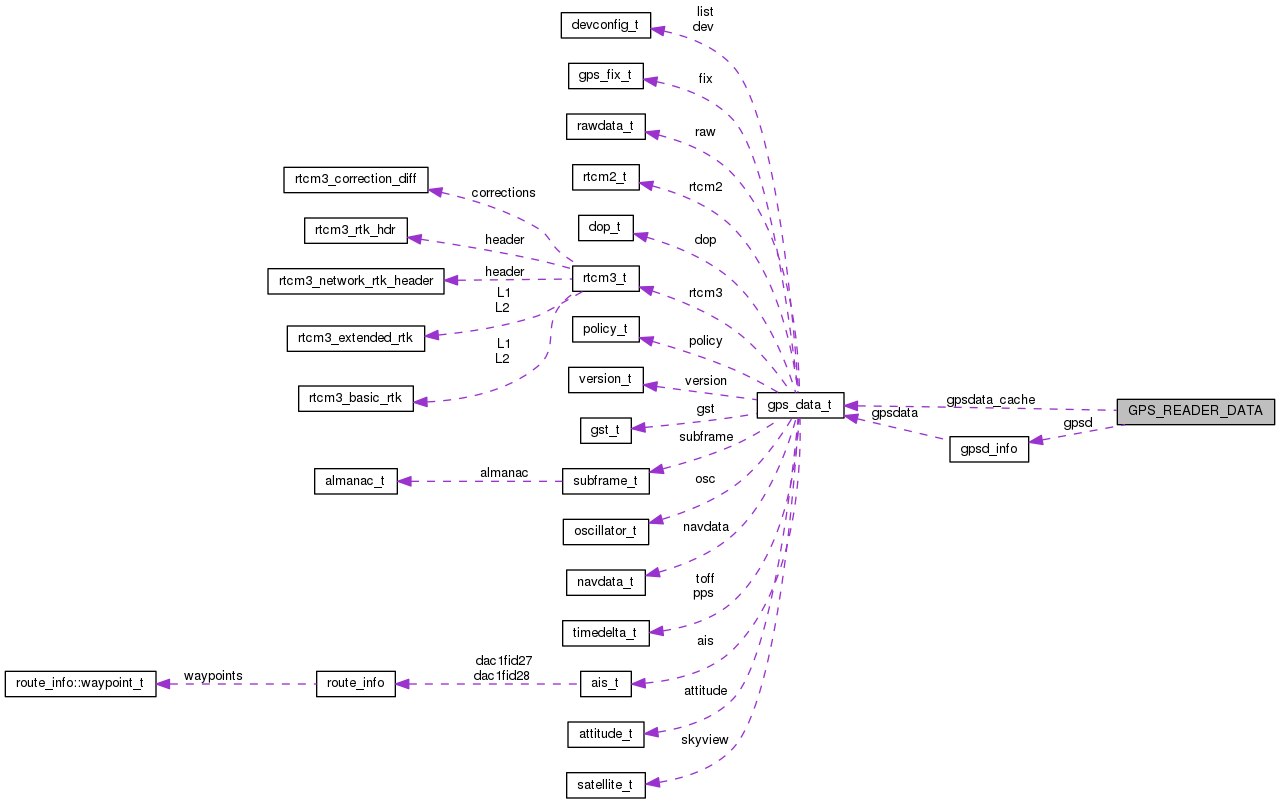 devconfig_t
list
dev
gps_fix_t
fix
rawdata_t
raw
rtcm3_correction_diff
corrections
rtcm2_t
rtcm2
rtcm3_rtk_hdr
header
dop_t
dop
rtcm3_network_rtk_header
header
rtcm3_t
rtcm3
rtcm3_extended_rtk
L1
L2
policy_t
policy
rtcm3_basic_rtk
L1
L2
version_t
version
gps_data_t
gpsdata_cache
GPS_READER_DATA
gst_t
gst
gpsdata
gpsd
gpsd_info
almanac_t
almanac
subframe_t
subframe
oscillator_t
osc
navdata_t
navdata
timedelta_t
toff
pps
route_info::waypoint_t
waypoints
route_info
dac1fid27
dac1fid28
ais_t
ais
attitude_t
attitude
satellite_t
skyview